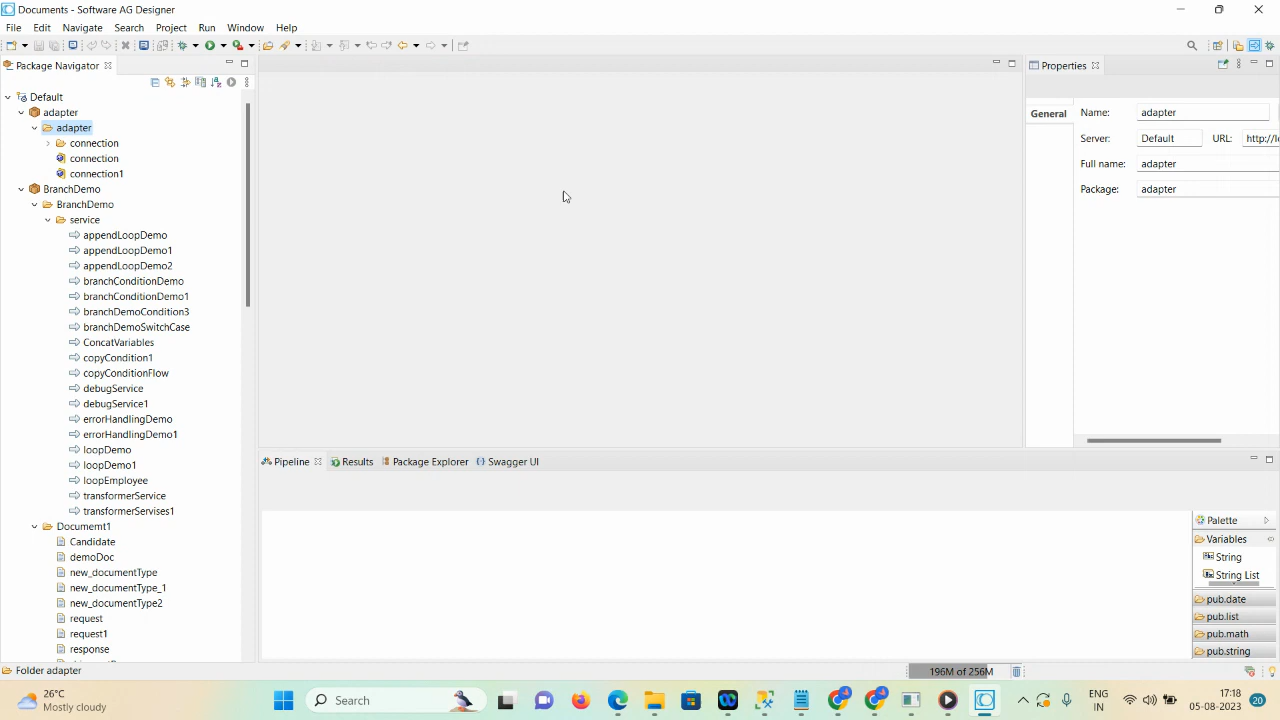 Documents - Software AG Designer
File Edit Navigate Search Project Run Window Help
Package Navigator
Default
adapter
adapter
connection
connection
connection1
BranchDemo
BranchDemo
service
appendLoopDemo
appendLoopDemo1
appendLoopDemo2
branchConditionDemo
branchConditionDemo1
branchDemoCondition3
branchDemoSwitchCase
ConcatVariables
copyCondition1
copyConditionFlow
debugService
debugService1
errorHandlingDemo
errorHandlingDemo1
loopDemo
loopDemo1
loopEmployee
transformerService
transformerServises1
Documemt1
Candidate
demoDoc
new_documentType
new_documentType_1
new_documentType2
request
request1
response
Folder adapter
Properties
General
Name: adapter
Server: Default URL: http://l
Full name: adapter
Package: adapter
Pipeline Results Package Explorer Swagger UI
Palette
Variables
String
String List
pub.date
pub.list
pub.math
pub.string
196M of 256M
26°C
Mostly cloudy
Search
ENG
IN
17:18
05-08-2023
20